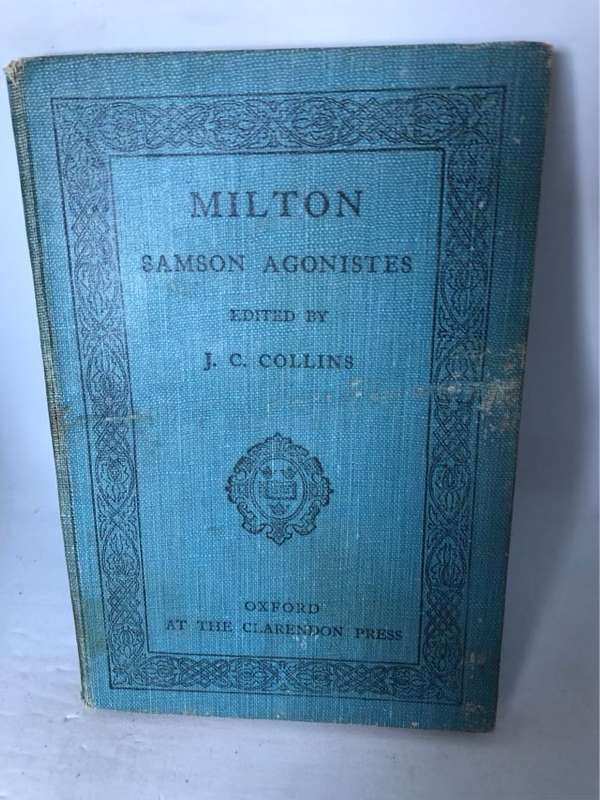 MILTON
SAMSON AGONISTES
EDITED BY
J. C. COLLINS
OXFORD
AT THE CLARENDON PRESS